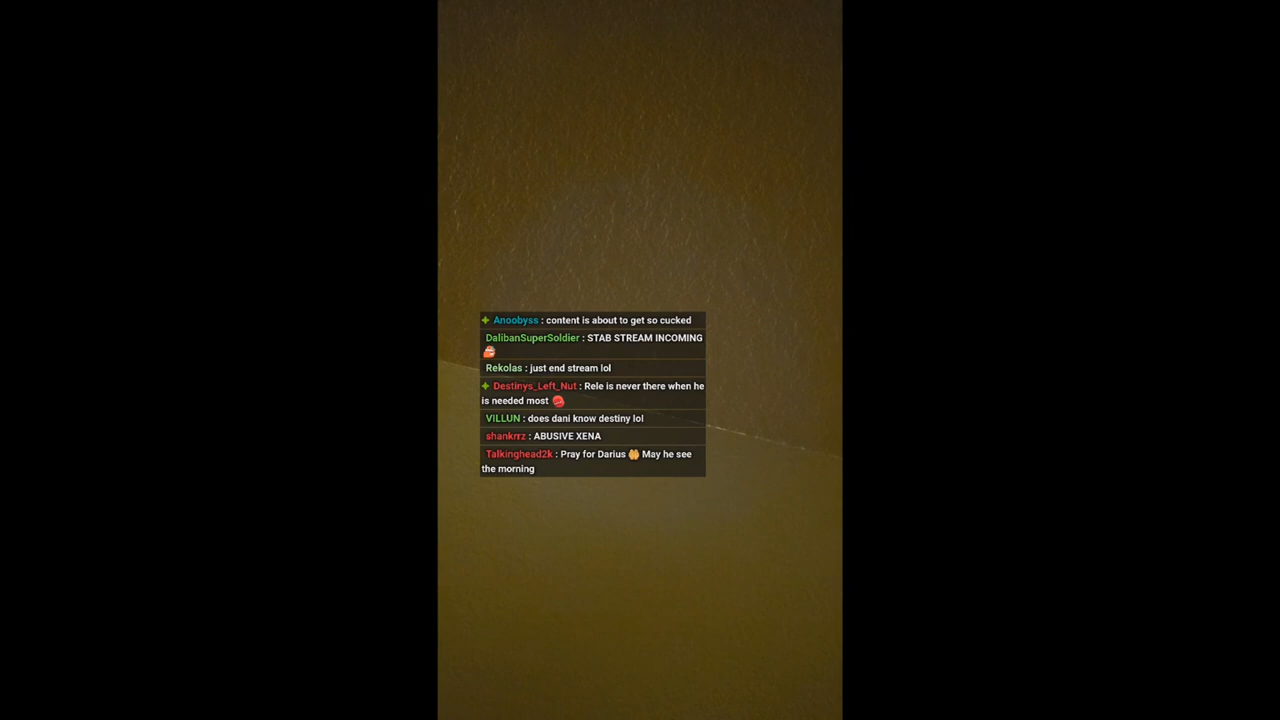 Anoobyss : content is about to get so cucked
DalibanSuperSoldier : STAB STREAM INCOMING
Rekolas : just end stream lol
Destinys_Left_Nut : Rele is never there when he
is needed most
VILLUN : does dani know destiny lol
shankrrz : ABUSIVE XENA
Talkinghead2k : Pray for Darius 🤲 May he see
the morning